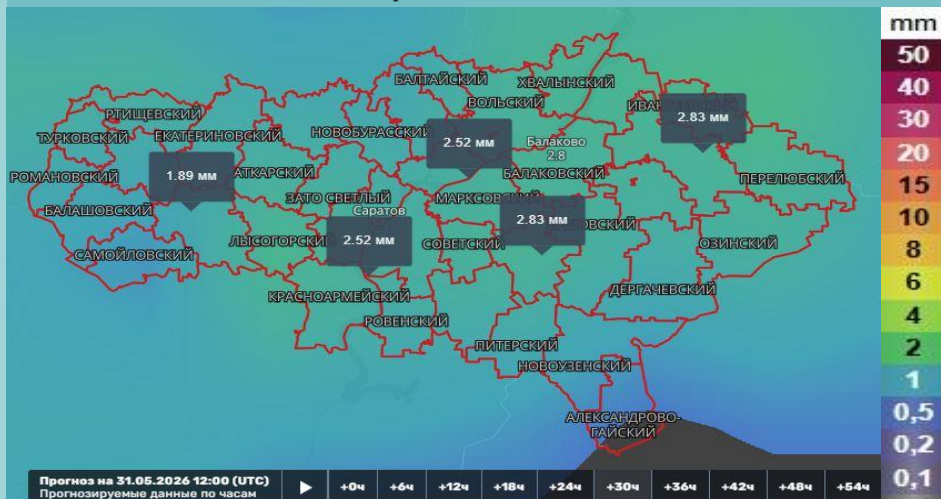 mm
50
40
30
20
15
10
8
6
4
2
1
0,5
0,2
0,1
БАЛТАЙСКИЙ
ХВАЛЫНСКИЙ
ВОЛЬСКИЙ
РТИЩЕВСКИЙ
ТУРКОВСКИЙ
ЕКАТЕРИНОВСКИЙ
НОВОБУРАССКИЙ
2.83 мм
2.52 мм
Балаково
2.8
РОМАНОВСКИЙ
1.89 мм
АТКАРСКИЙ
БАЛАКОВСКИЙ
ПЕРЕЛЮБСКИЙ
ЗАТО СВЕТЛЫЙ
Саратов
БАЛАШОВСКИЙ
2.83 мм
ЛЫСОГОРСКИЙ
2.52 мм
СОВЕТСКИЙ
ОЗИНСКИЙ
САМОЙЛОВСКИЙ
КРАСНОАРМЕЙСКИЙ
ДЕРГАЧЕВСКИЙ
РОВЕНСКИЙ
ПИТЕРСКИЙ
НОВОУЗЕНСКИЙ
АЛЕКСАНДРОВО-
ГАЙСКИЙ
Прогноз на 31.05.2026 12:00 (UTC)
Прогнозируемые данные по часам
+0ч +6ч +12ч +18ч +24ч +30ч +36ч +42ч +48ч +54ч